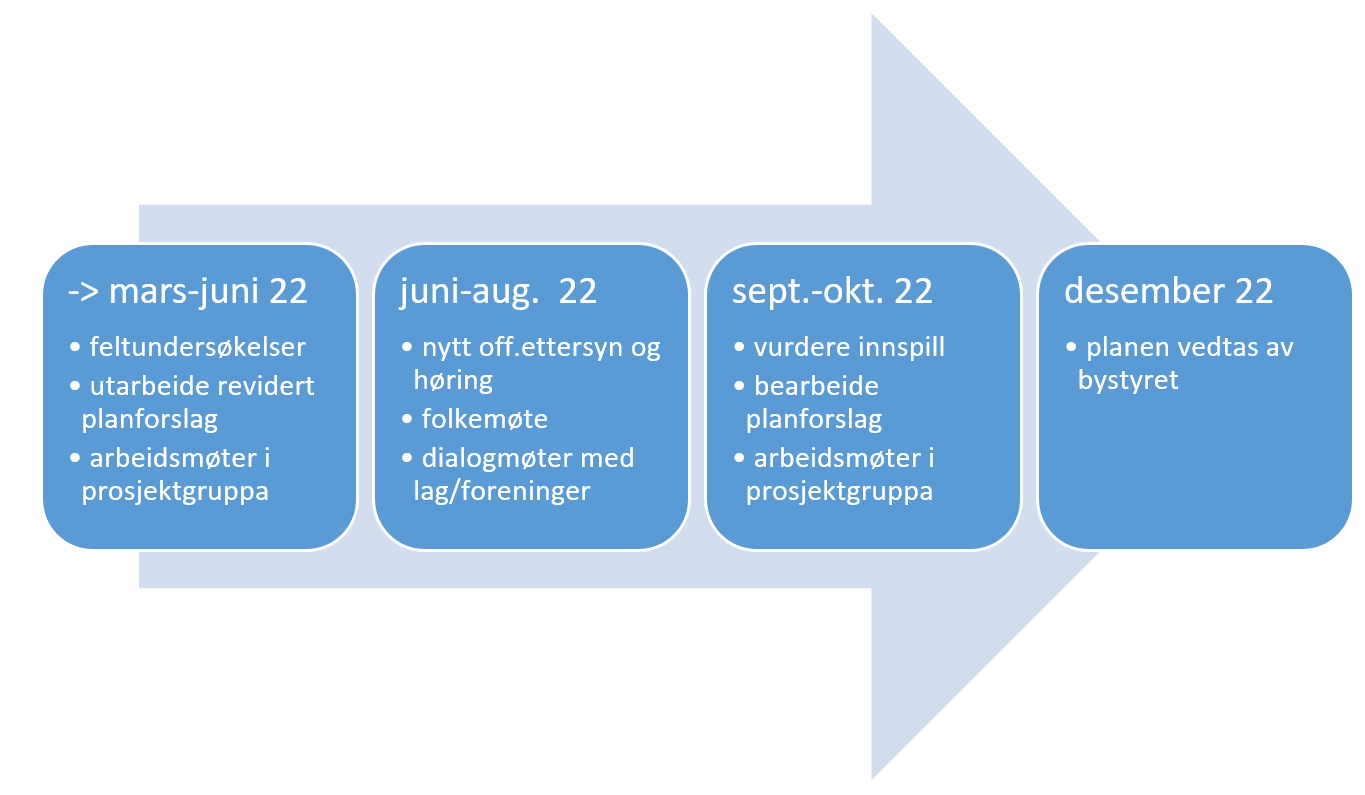 -> mars-juni 22
• feltundersøkelser
• utarbeide revidert
planforslag
• arbeidsmøter i
prosjektgruppa
juni-aug.  22
• nytt off.ettersyn og
høring
• folkemøte
• dialogmøter med
lag/foreninger
sept.-okt. 22
• vurdere innspill
• bearbeide
planforslag
• arbeidsmøter i
prosjektgruppa
desember 22
• planen vedtas av
bystyret